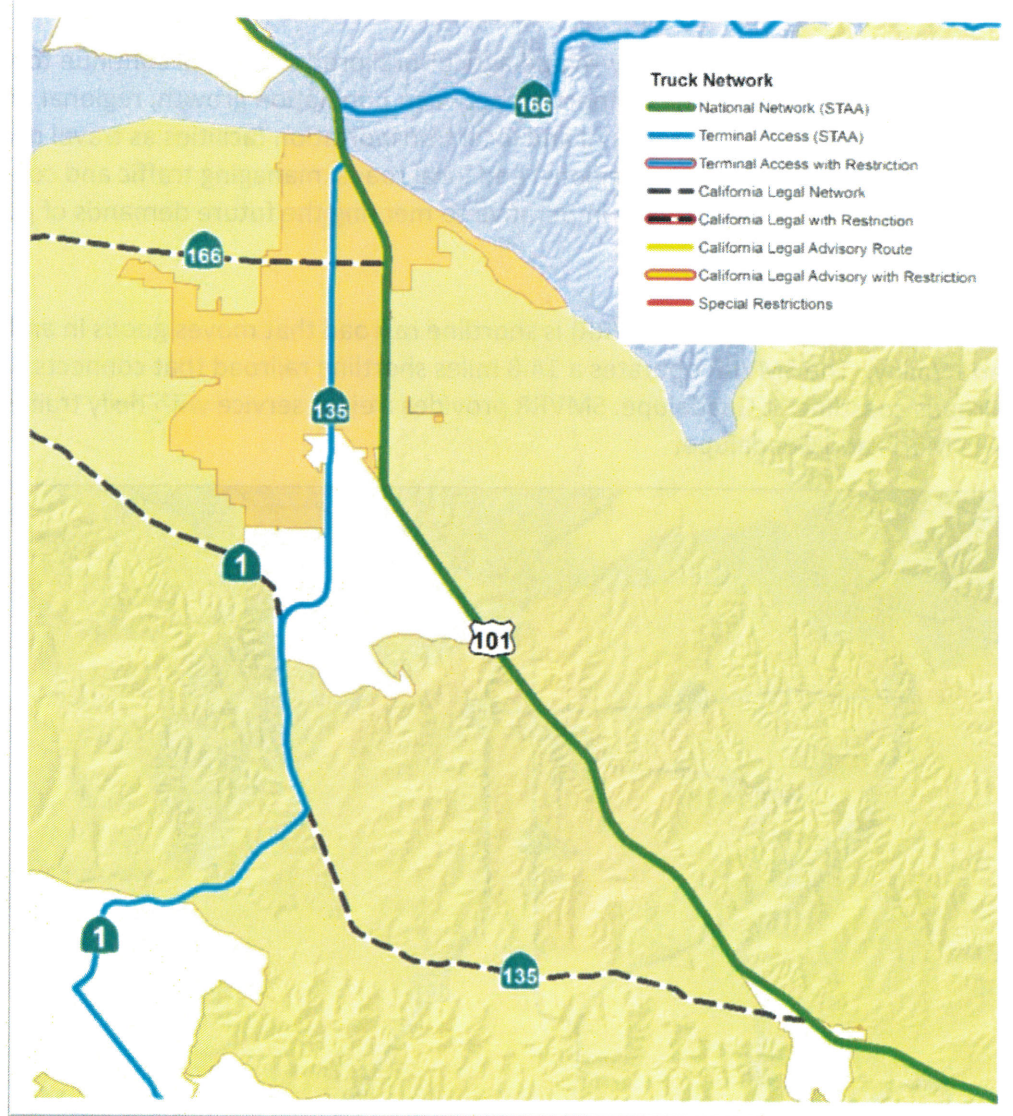 166
Truck Network
National Network (STAA)
Terminal Access (STAA)
Terminal Access with Restriction
California Legal Network
California Legal with Restriction
California Legal Advisory Route
California Legal Advisory with Restriction
Special Restrictions
166
135
1
101
1
135